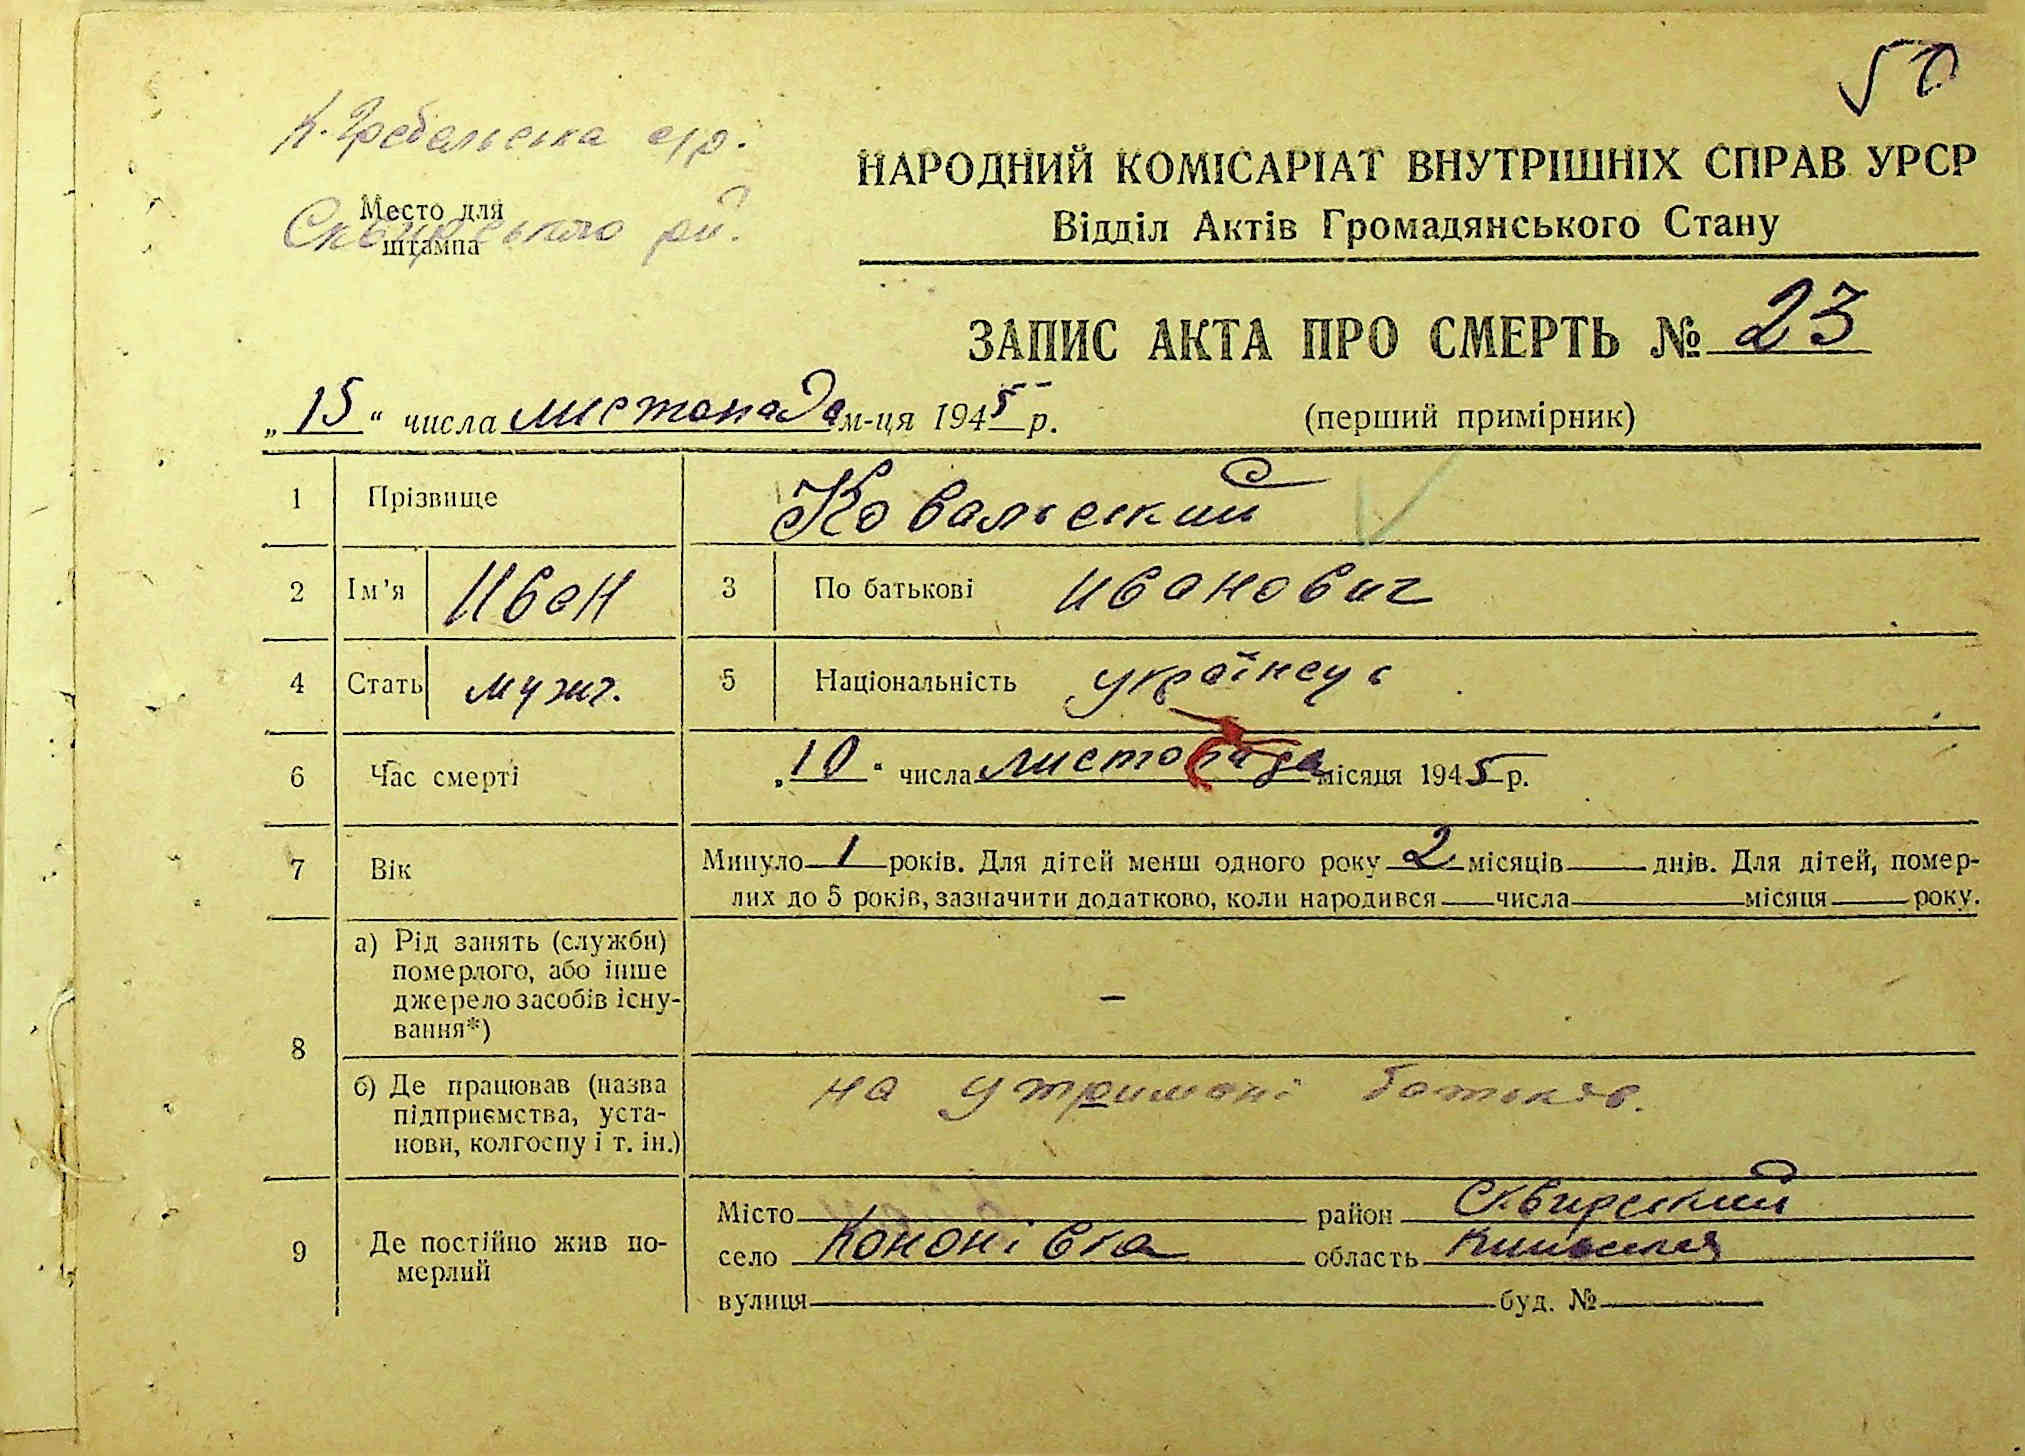 50
К. Гребельська с/р.
Сквирського рй.
Место для
штампа
НАРОДНИЙ КОМІСАРІАТ ВНУТРІШНІХ СПРАВ УРСР
Відділ Актів Громадянського Стану
ЗАПИС АКТА ПРО СМЕРТЬ № 23
„15“ числа листопада м-ця 1945 р.
(перший примірник)
1 Прізвище Ковальский
2 Ім'я Иван 3 По батькові Иванович
4 Стать мужч. 5 Національність українець
6 Час смерті „10“ числа листопада місяця 1945 р.
7 Вік Минуло 1 років. Для дітей менш одного року 2 місяців днів. Для дітей, помер-
лих до 5 років, зазначити додатково, коли народився числа місяця року.
8 а) Рід занять (служби)
померлого, або інше
джерело засобів існу-
вання*) –
б) Де працював (назва
підприємства, уста-
нови, колгоспу і т. ін.) на утримані батьків.
9 Де постійно жив по-
мерлий
Місто район Сквирский
село Кононівка область Київская
вулиця буд. №